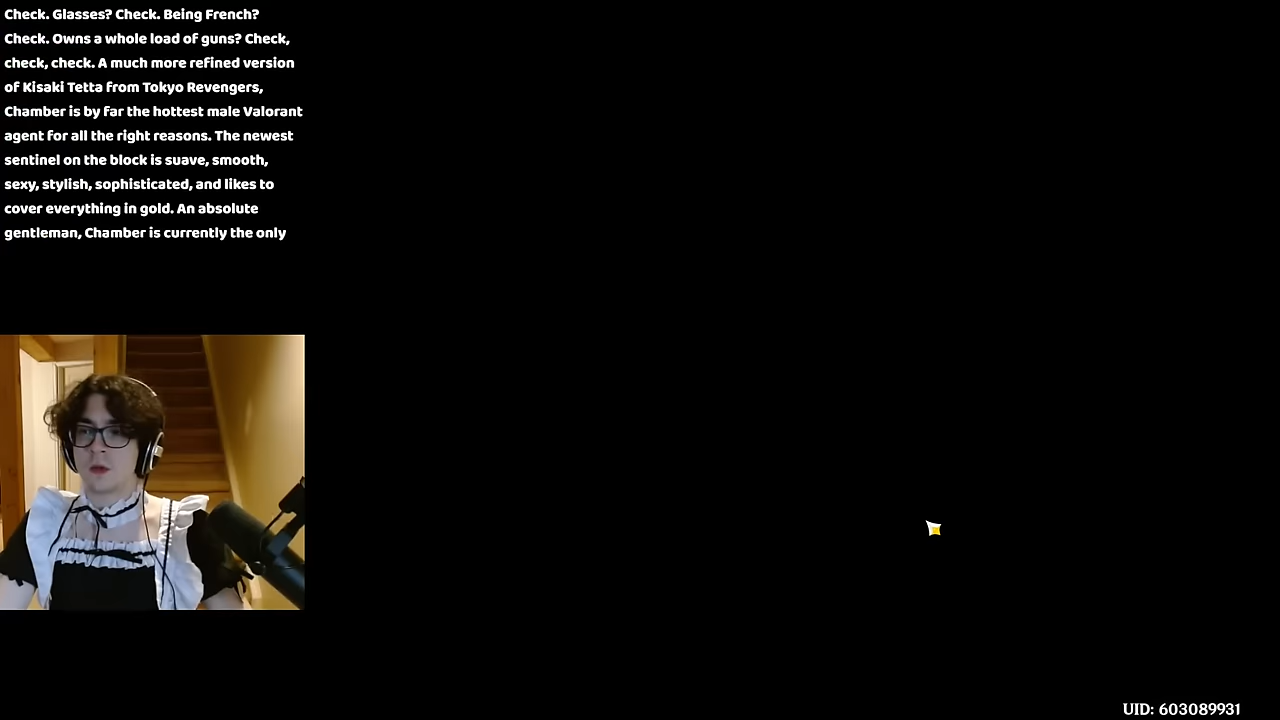 Check. Glasses? Check. Being French?
Check. Owns a whole load of guns? Check,
check, check. A much more refined version
of Kisaki Tetta from Tokyo Revengers,
Chamber is by far the hottest male Valorant
agent for all the right reasons. The newest
sentinel on the block is suave, smooth,
sexy, stylish, sophisticated, and likes to
cover everything in gold. An absolute
gentleman, Chamber is currently the only
UID: 603089931